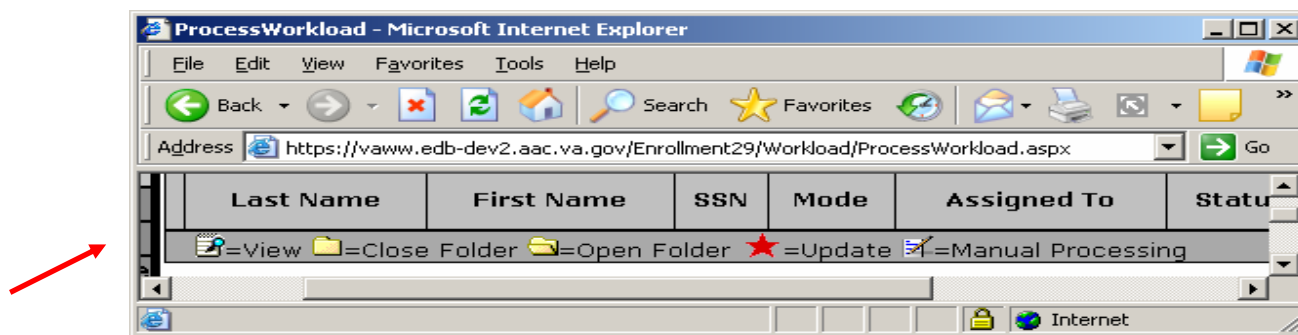 ProcessWorkload - Microsoft Internet Explorer
File Edit View Favorites Tools Help
Back Search Favorites »
Address https://vaww.edb-dev2.aac.va.gov/Enrollment29/Workload/ProcessWorkload.aspx Go
Last Name First Name SSN Mode Assigned To Statu
=View =Close Folder =Open Folder =Update =Manual Processing
Internet